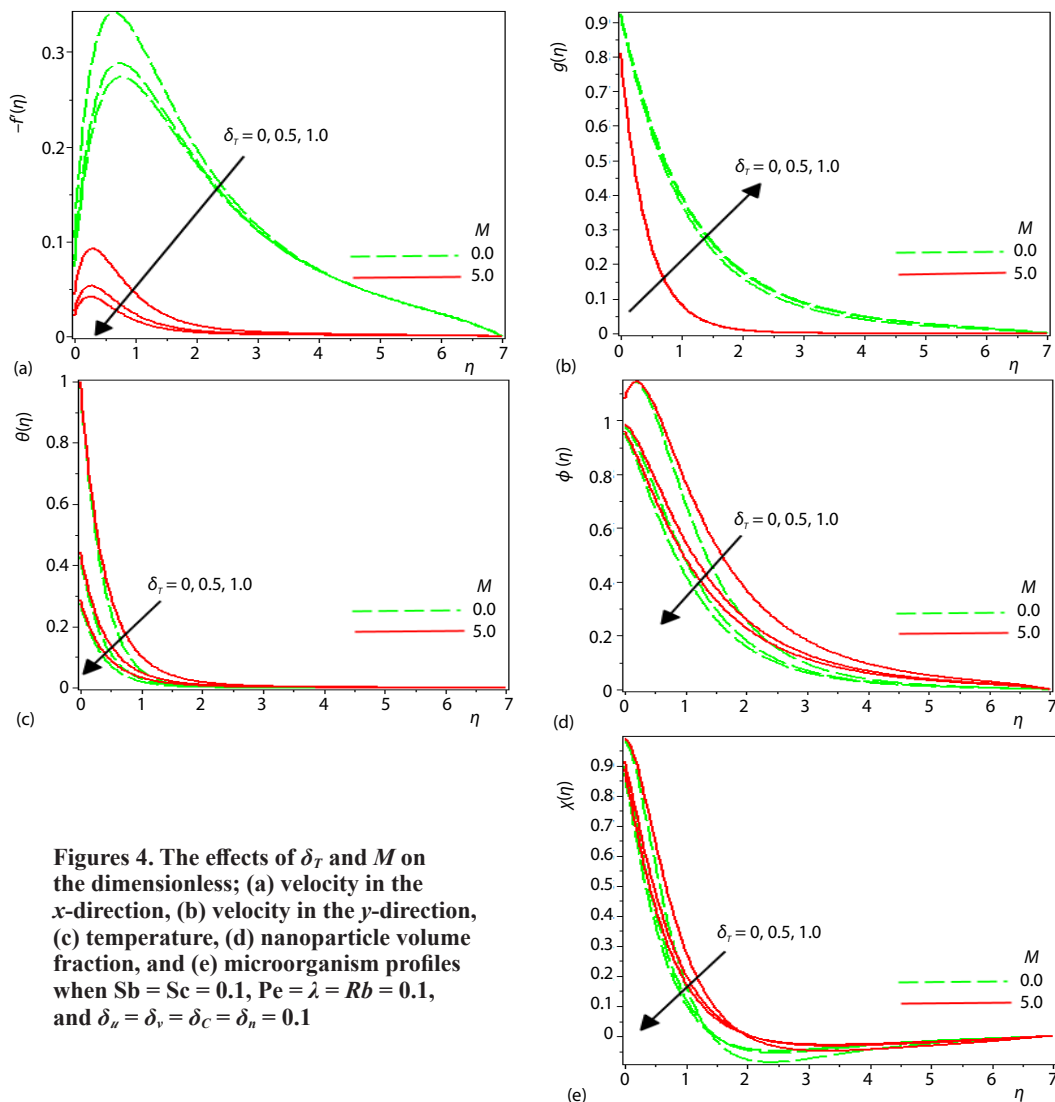 −f′(η)
0.3
0.2
0.1
0
δT = 0, 0.5, 1.0
M
0.0
5.0
0 1 2 3 4 5 6 7
η
(a)
g(η)
0.9
0.8
0.7
0.6
0.5
0.4
0.3
0.2
0.1
0
δT = 0, 0.5, 1.0
M
0.0
5.0
0 1 2 3 4 5 6 7
η
(b)
θ(η)
1
0.8
0.6
0.4
0.2
0
δT = 0, 0.5, 1.0
M
0.0
5.0
0 1 2 3 4 5 6 7
η
(c)
ϕ(η)
1
0.8
0.6
0.4
0.2
0
δT = 0, 0.5, 1.0
M
0.0
5.0
0 1 2 3 4 5 6 7
η
(d)
χ(η)
0.9
0.8
0.7
0.6
0.5
0.4
0.3
0.2
0.1
0
δT = 0, 0.5, 1.0
M
0.0
5.0
0 1 2 3 4 5 6 7
η
(e)
Figures 4. The effects of δT and M on
the dimensionless; (a) velocity in the
x-direction, (b) velocity in the y-direction,
(c) temperature, (d) nanoparticle volume
fraction, and (e) microorganism profiles
when Sb = Sc = 0.1, Pe = λ = Rb = 0.1,
and δu = δv = δC = δn = 0.1